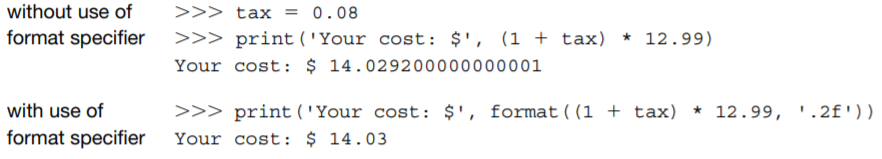 without use of >>> tax = 0.08
format specifier >>> print('Your cost: $', (1 + tax) * 12.99)
Your cost: $ 14.029200000000001
with use of >>> print('Your cost: $', format((1 + tax) * 12.99, '.2f'))
format specifier Your cost: $ 14.03